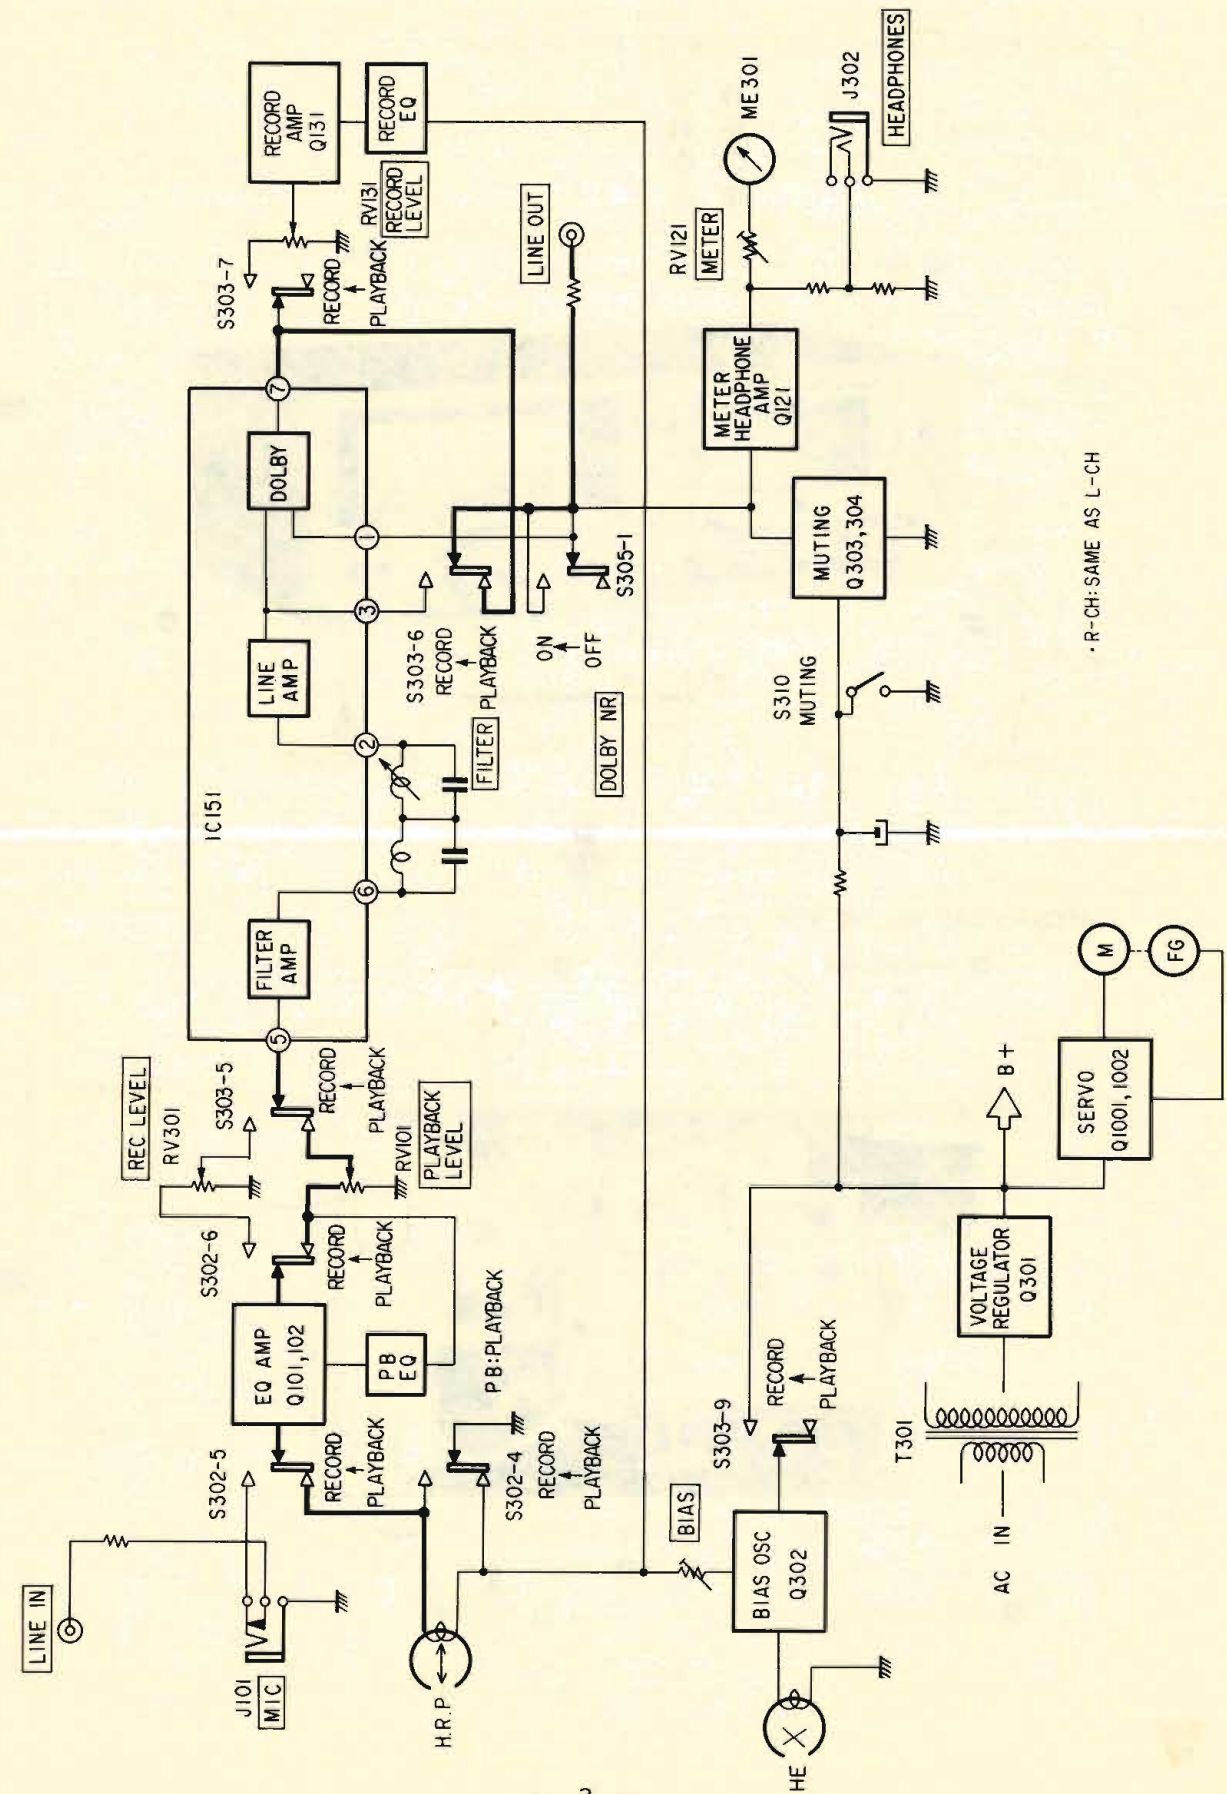 LINE IN
J101
MIC
S302-5
RECORD
PLAYBACK
H.R.P
S302-4
RECORD
PLAYBACK
EQ AMP
Q101,102
PB
EQ
PB:PLAYBACK
S302-6
RECORD
PLAYBACK
REC LEVEL
RV301
S303-5
RECORD
PLAYBACK
RV101
PLAYBACK
LEVEL
IC151
5
FILTER
AMP
6
2
FILTER
LINE
AMP
3
1
DOLBY
7
S303-6
RECORD
PLAYBACK
ON
OFF
DOLBY NR
S305-1
LINE OUT
S303-7
RECORD
PLAYBACK
RV131
RECORD
LEVEL
RECORD
AMP
Q131
RECORD
EQ
HE
BIAS
BIAS OSC
Q302
S303-9
RECORD
PLAYBACK
S310
MUTING
MUTING
Q303,304
METER
HEADPHONE
AMP
Q121
RV121
METER
ME301
J302
HEADPHONES
AC IN
T301
VOLTAGE
REGULATOR
Q301
B+
SERVO
Q1001,1002
M
FG
•R-CH:SAME AS L-CH